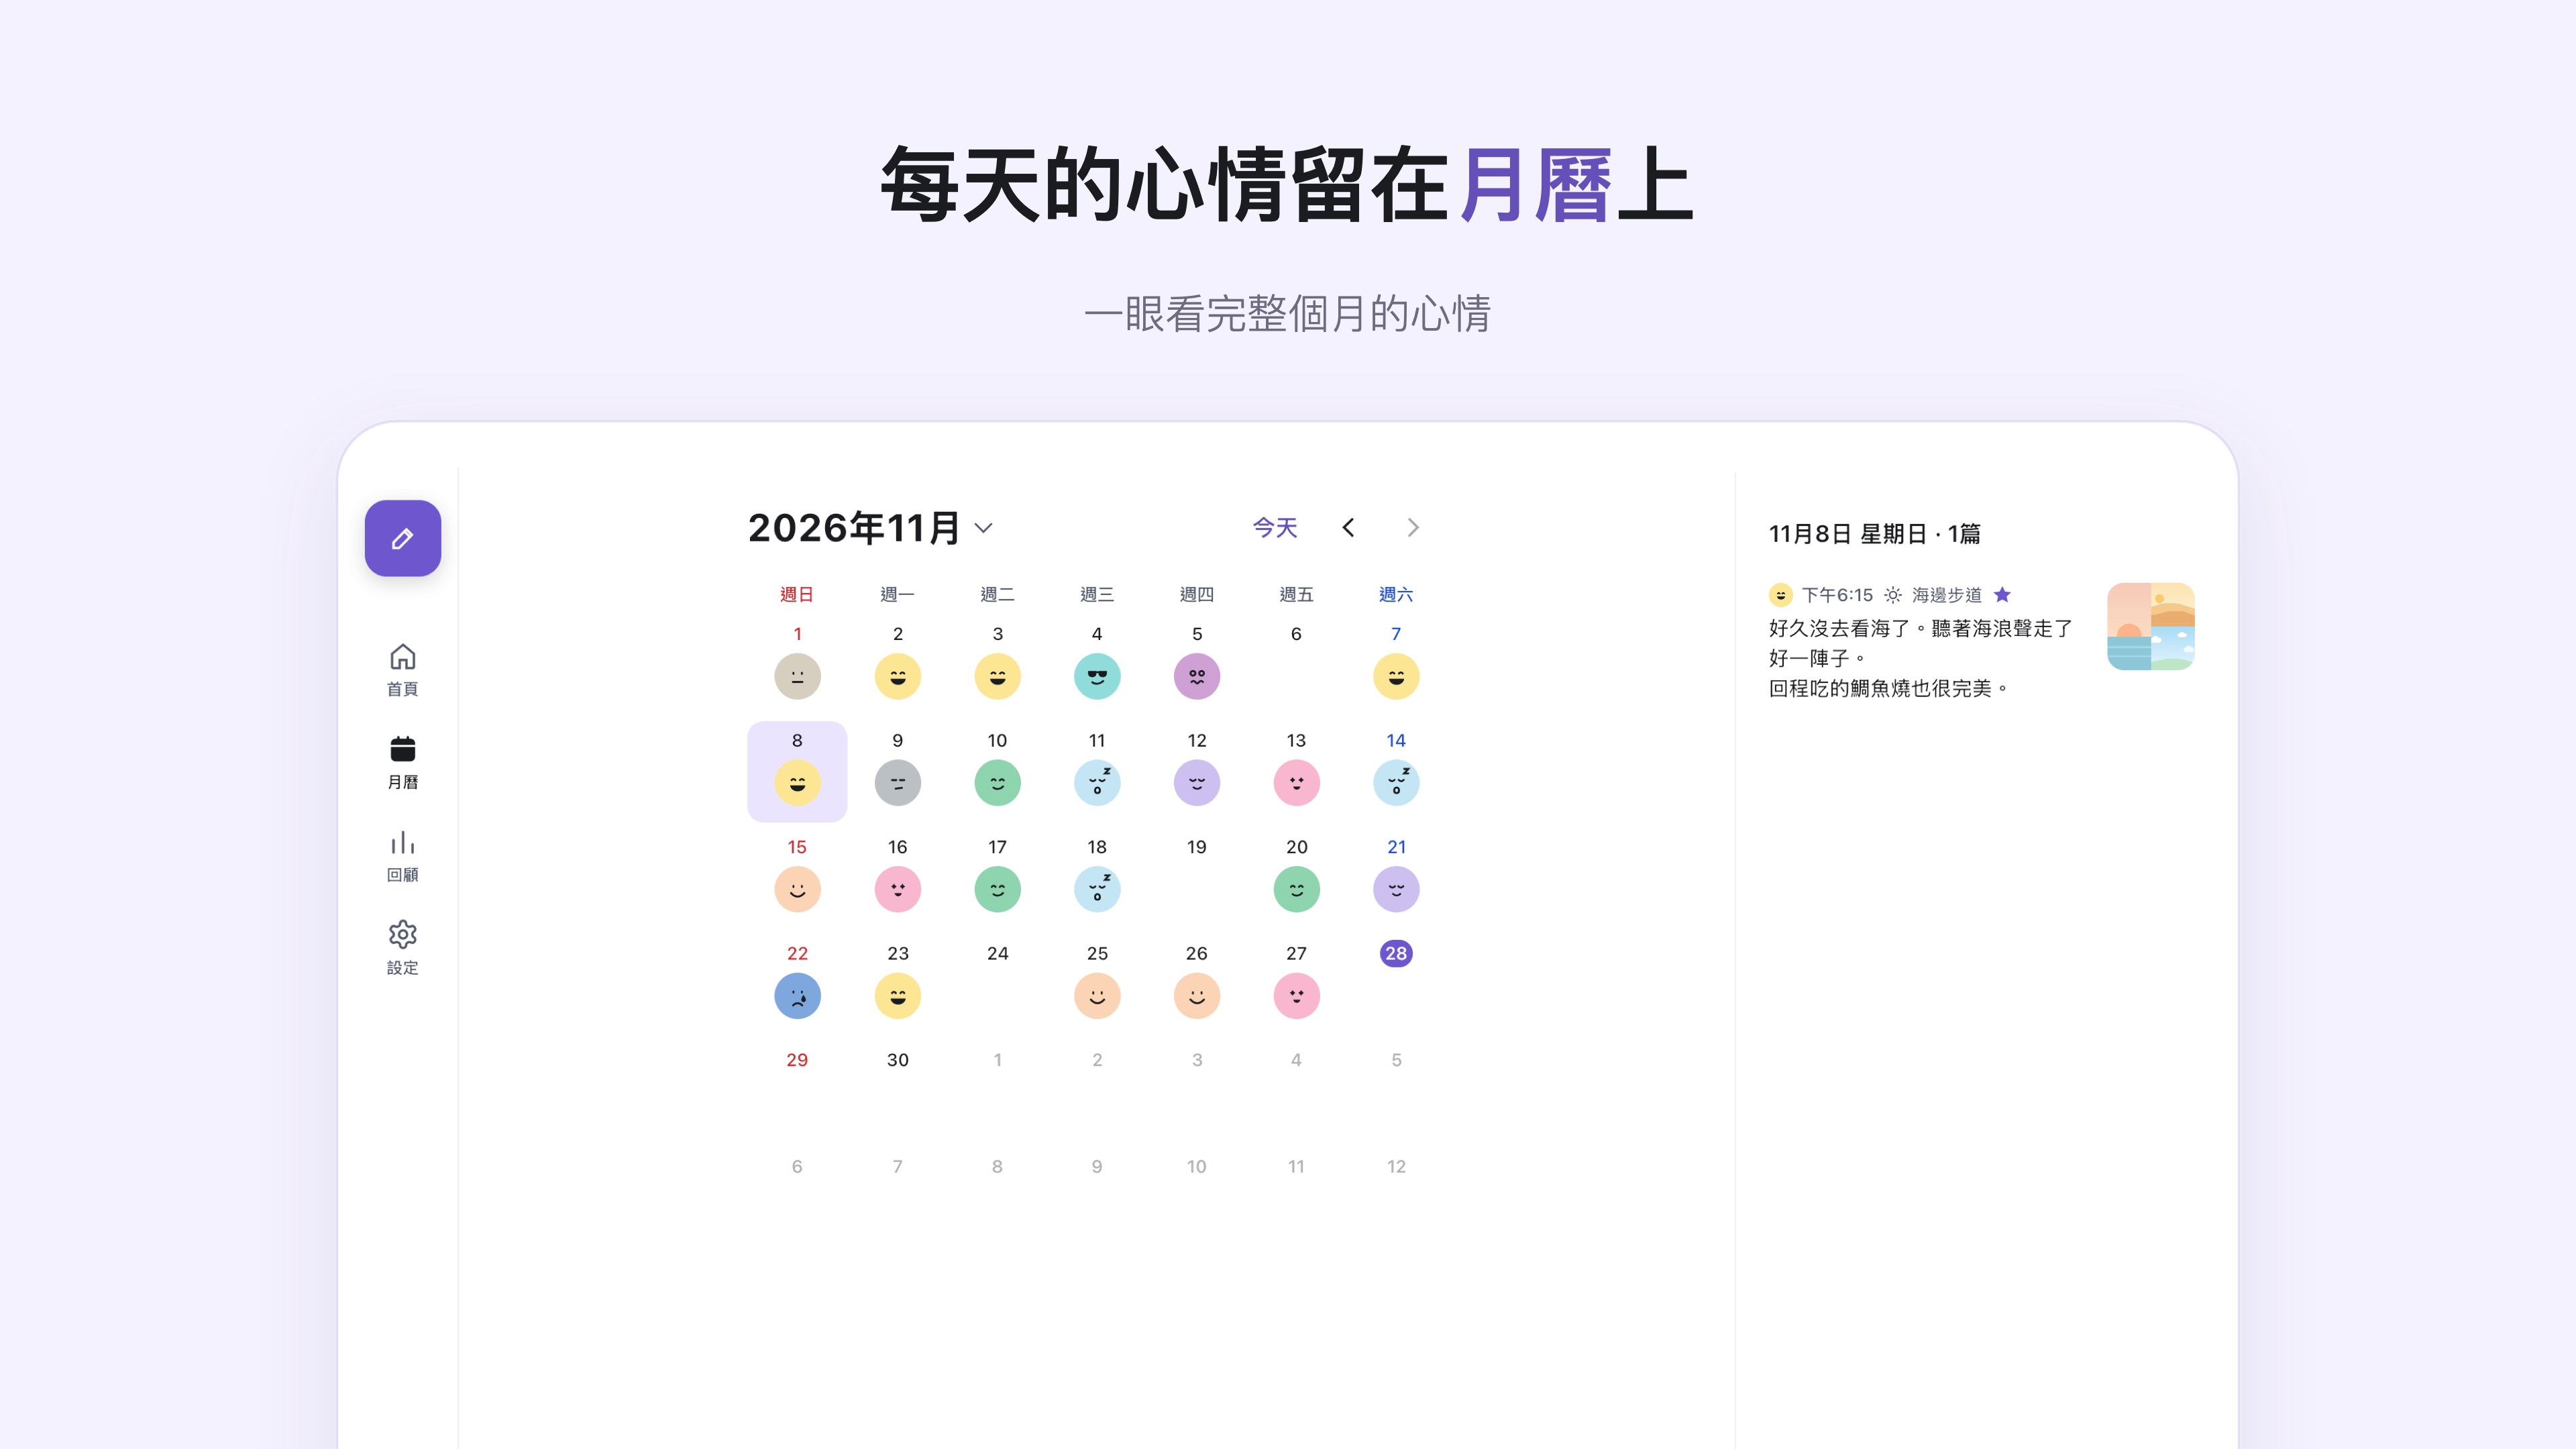 每天的心情留在月曆上
一眼看完整個月的心情
首頁
月曆
回顧
設定
2026年11月
今天
週日 週一 週二 週三 週四 週五 週六
1 2 3 4 5 6 7
8 9 10 11 12 13 14
15 16 17 18 19 20 21
22 23 24 25 26 27 28
29 30 1 2 3 4 5
6 7 8 9 10 11 12
11月8日 星期日 · 1篇
下午6:15 海邊步道
好久沒去看海了。聽著海浪聲走了
好一陣子。
回程吃的鯛魚燒也很完美。